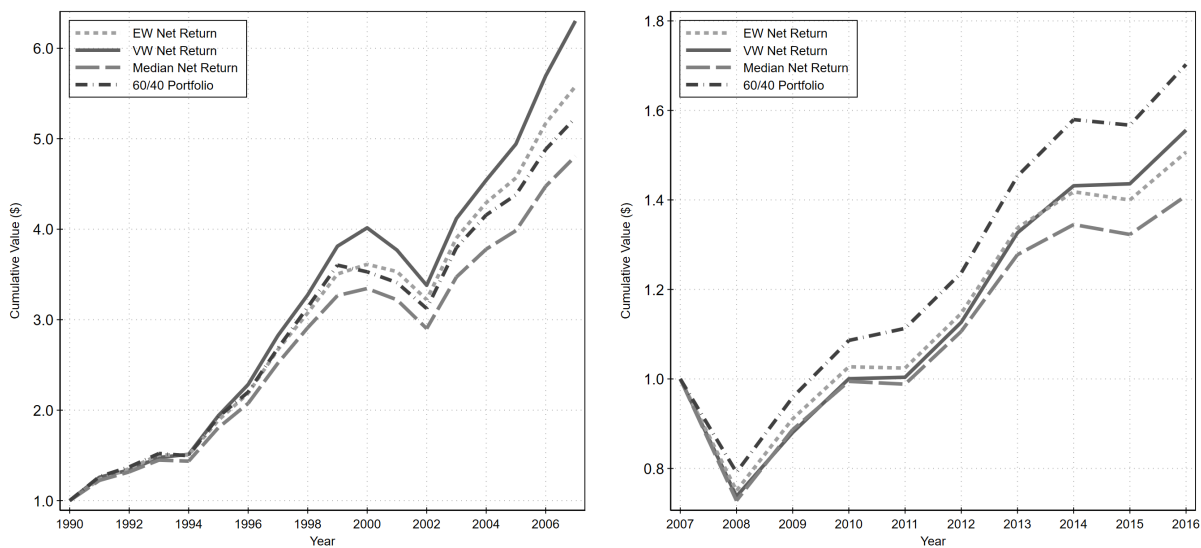 EW Net Return
VW Net Return
Median Net Return
60/40 Portfolio
6.0
5.0
4.0
3.0
2.0
1.0
Cumulative Value ($)
1990 1992 1994 1996 1998 2000 2002 2004 2006
Year
EW Net Return
VW Net Return
Median Net Return
60/40 Portfolio
1.8
1.6
1.4
1.2
1.0
0.8
Cumulative Value ($)
2007 2008 2009 2010 2011 2012 2013 2014 2015 2016
Year